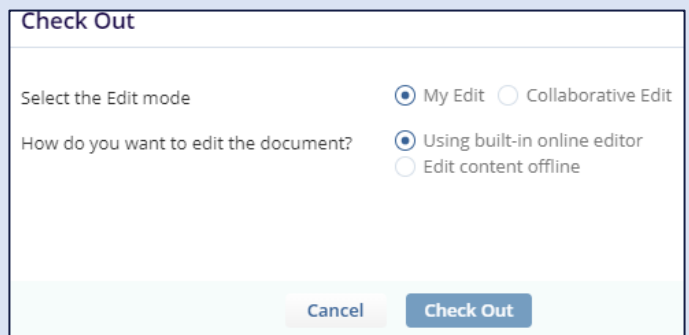 Check Out
Select the Edit mode My Edit Collaborative Edit
How do you want to edit the document? Using built-in online editor
Edit content offline
Cancel Check Out